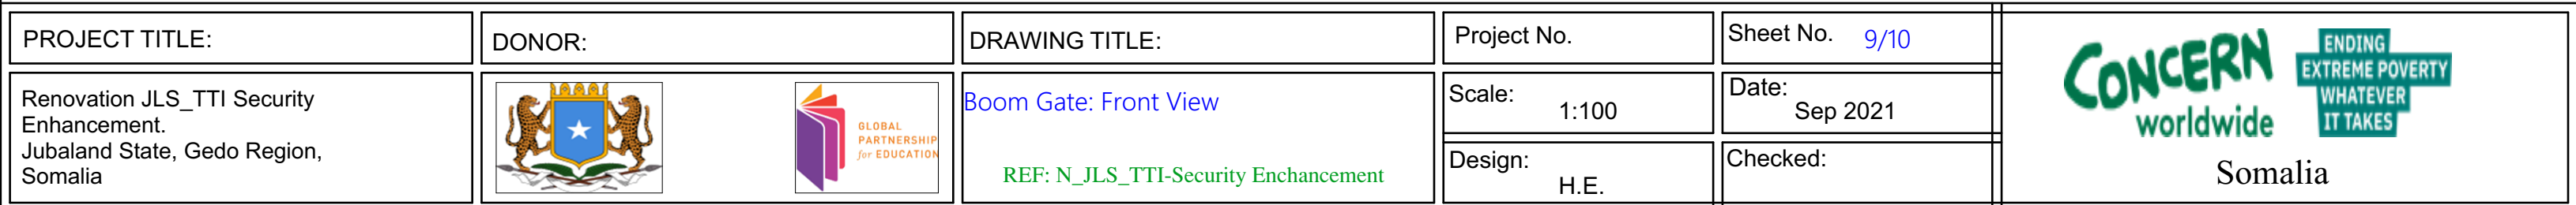 PROJECT TITLE:
Renovation JLS_TTI Security
Enhancement.
Jubaland State, Gedo Region,
Somalia
DONOR:
GLOBAL
PARTNERSHIP
for EDUCATION
DRAWING TITLE:
Boom Gate: Front View
REF: N_JLS_TTI-Security Enchancement
Project No.
Scale:
1:100
Design:
H.E.
Sheet No. 9/10
Date:
Sep 2021
Checked:
CONCERN
worldwide
ENDING
EXTREME POVERTY
WHATEVER
IT TAKES
Somalia